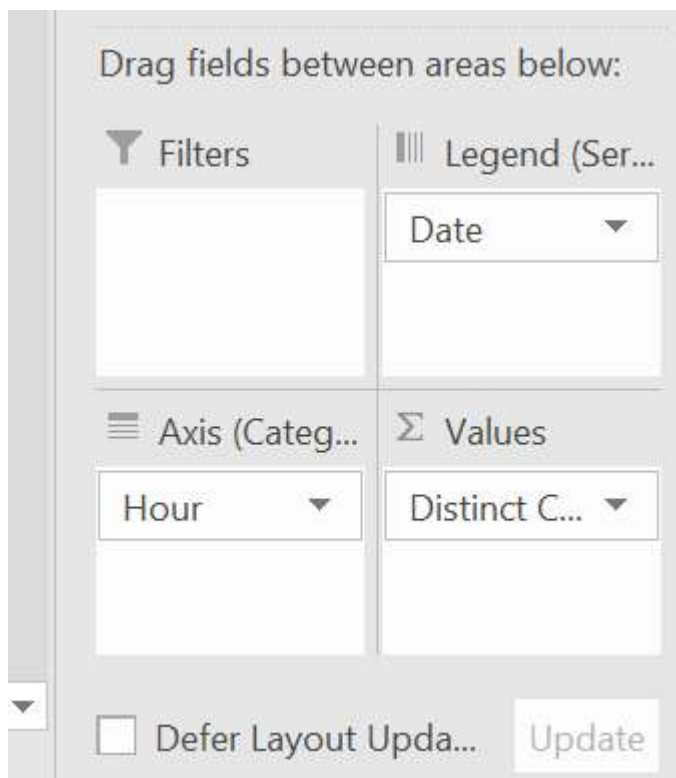 Drag fields between areas below:
Filters
Legend (Ser...
Date
Axis (Categ...
Σ Values
Hour
Distinct C...
Defer Layout Upda...
Update